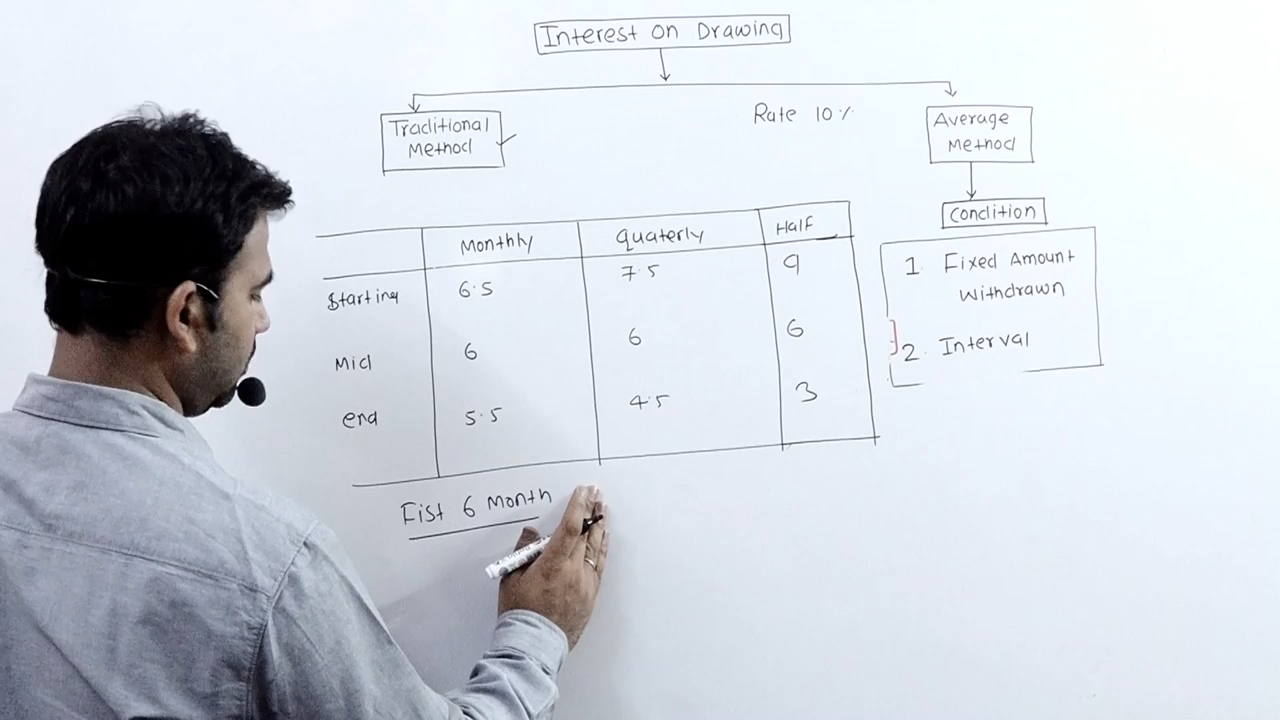 Interest on Drawing
Traditional
Method
Rate 10%
Average
Method
Condition
1. Fixed Amount
Withdrawn
2. Interval
Monthly Quaterly Half
Starting 6.5 7.5 9
Mid 6 6 6
end 5.5 4.5 3
Fist 6 Month